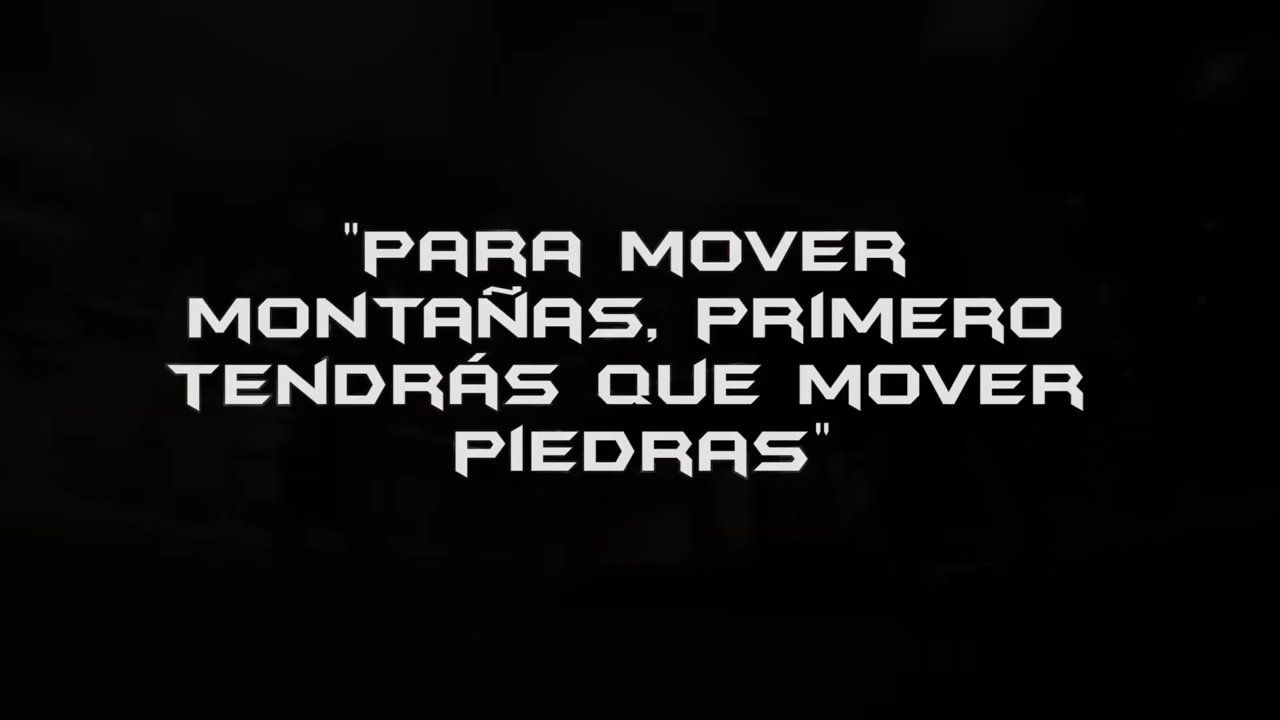 "PARA MOVER
MONTAÑAS, PRIMERO
TENDRÁS QUE MOVER
PIEDRAS"